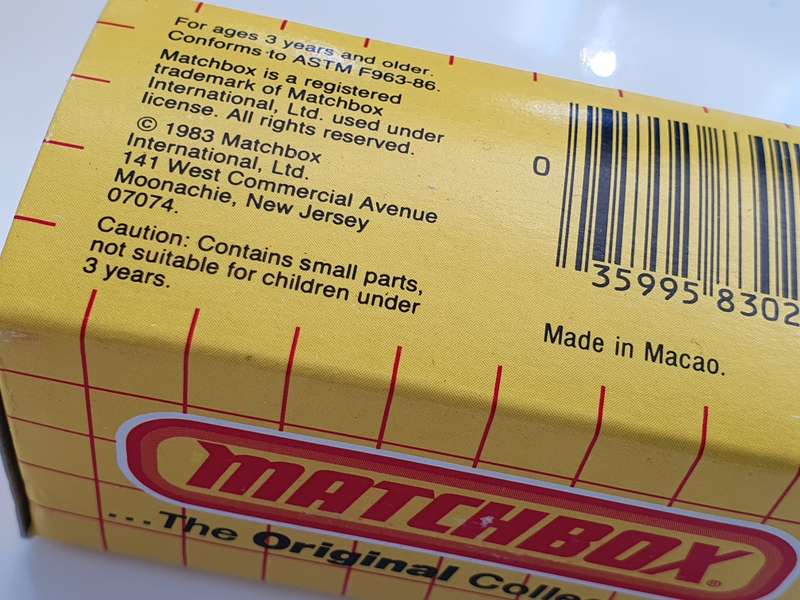 For ages 3 years and older.
Conforms to ASTM F963-86.
Matchbox is a registered
trademark of Matchbox
International, Ltd. used under
license. All rights reserved.
© 1983 Matchbox
International, Ltd.
141 West Commercial Avenue
Moonachie, New Jersey
07074.
Caution: Contains small parts,
not suitable for children under
3 years.
0 35995 8302
Made in Macao.
MATCHBOX®
...The Original